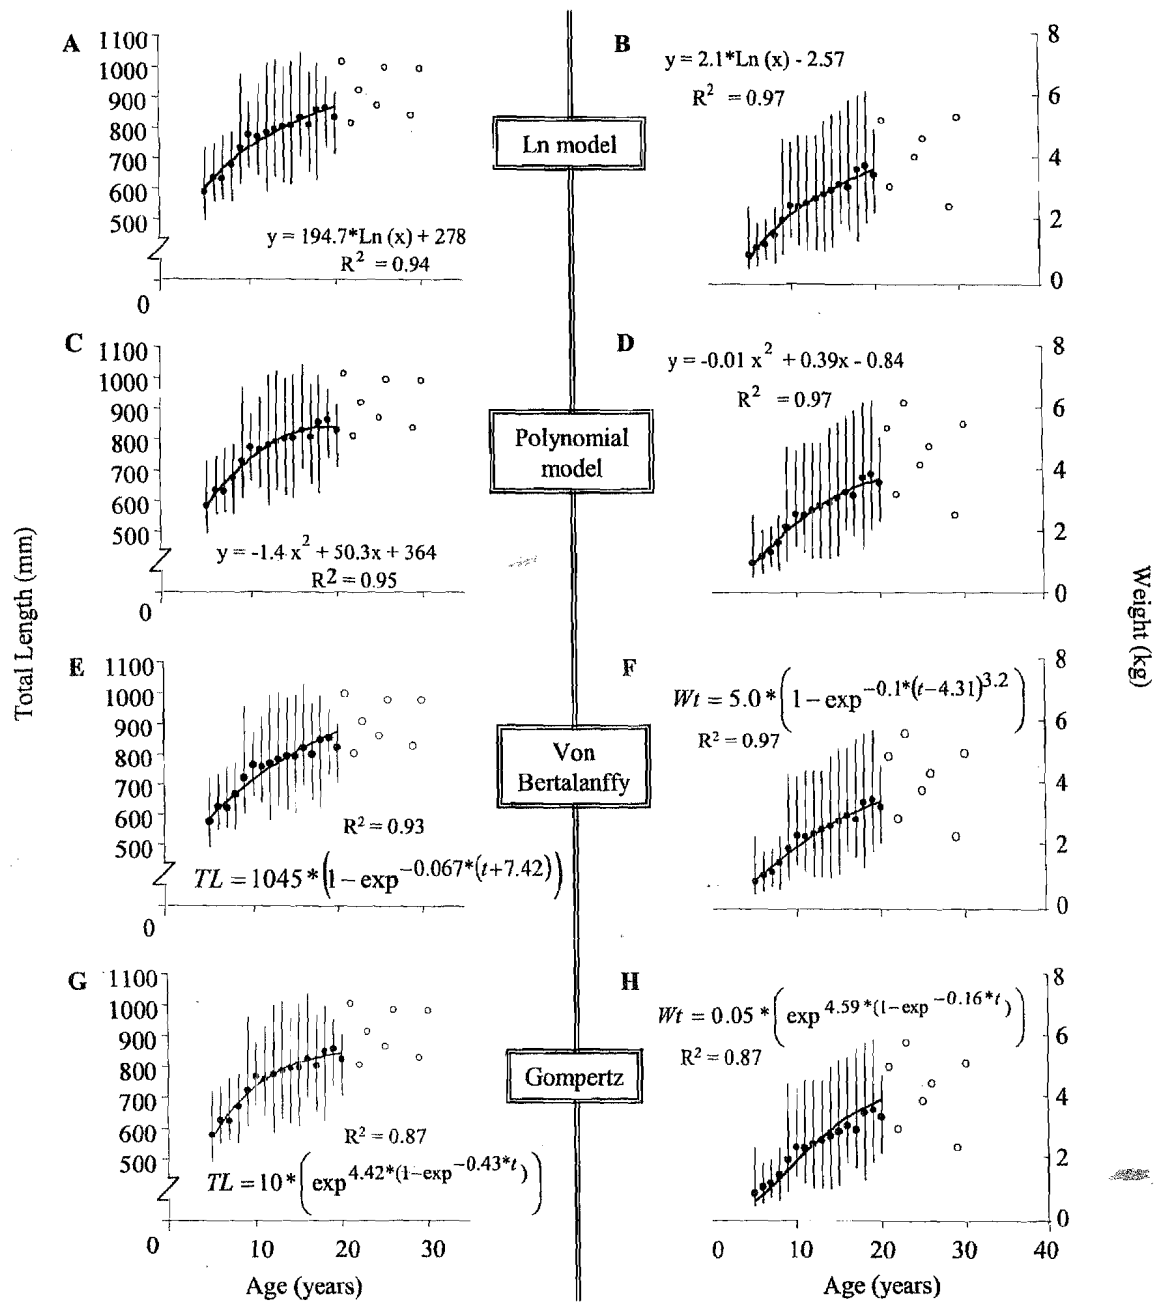 A
1100
1000
900
800
700
600
500
0
y = 194.7*Ln (x) + 278
R² = 0.94
Ln model
B
y = 2.1*Ln (x) - 2.57
R² = 0.97
8
6
4
2
0
C
1100
1000
900
800
700
600
500
0
y = -1.4 x² + 50.3x + 364
R2 = 0.95
Polynomial
model
D
y = -0.01 x² + 0.39x - 0.84
R² = 0.97
8
6
4
2
0
Total Length (mm)
Weight (kg)
E
1100
1000
900
800
700
600
500
0
R² = 0.93
TL = 1045*(1−exp^−0.067*(t+7.42))
Von
Bertalanffy
F
Wt = 5.0*(1−exp^−0.1*(t−4.31)^3.2)
R² = 0.97
8
6
4
2
0
G
1100
1000
900
800
700
600
500
0
R² = 0.87
TL = 10*(exp^4.42*(1−exp^−0.43*t))
Gompertz
H
Wt = 0.05*(exp^4.59*(1−exp^−0.16*t))
R² = 0.87
8
6
4
2
0
10 20 30
Age (years)
0 10 20 30 40
Age (years)